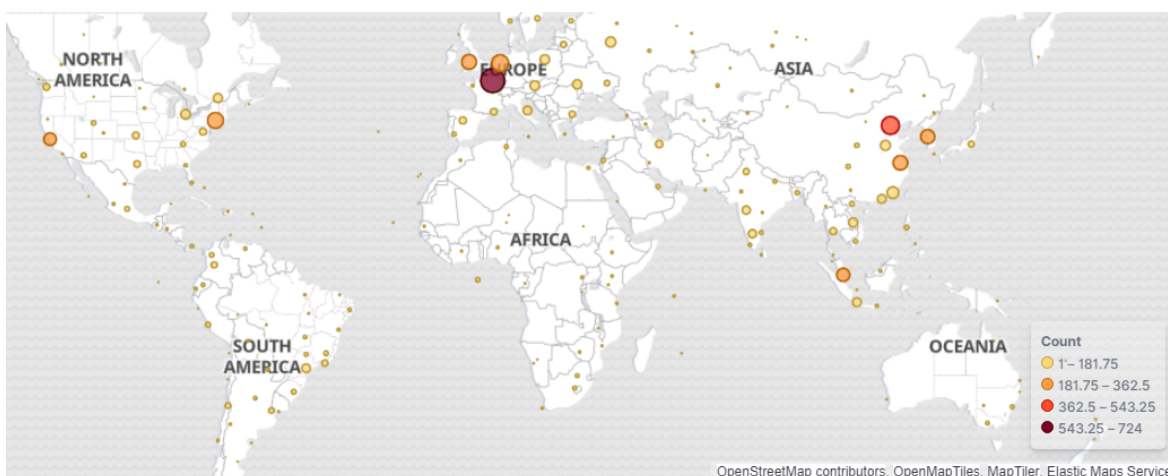 NORTH
AMERICA
EUROPE
ASIA
AFRICA
SOUTH
AMERICA
OCEANIA
Count
1 – 181.75
181.75 – 362.5
362.5 – 543.25
543.25 – 724
OpenStreetMap contributors, OpenMapTiles, MapTiler, Elastic Maps Service